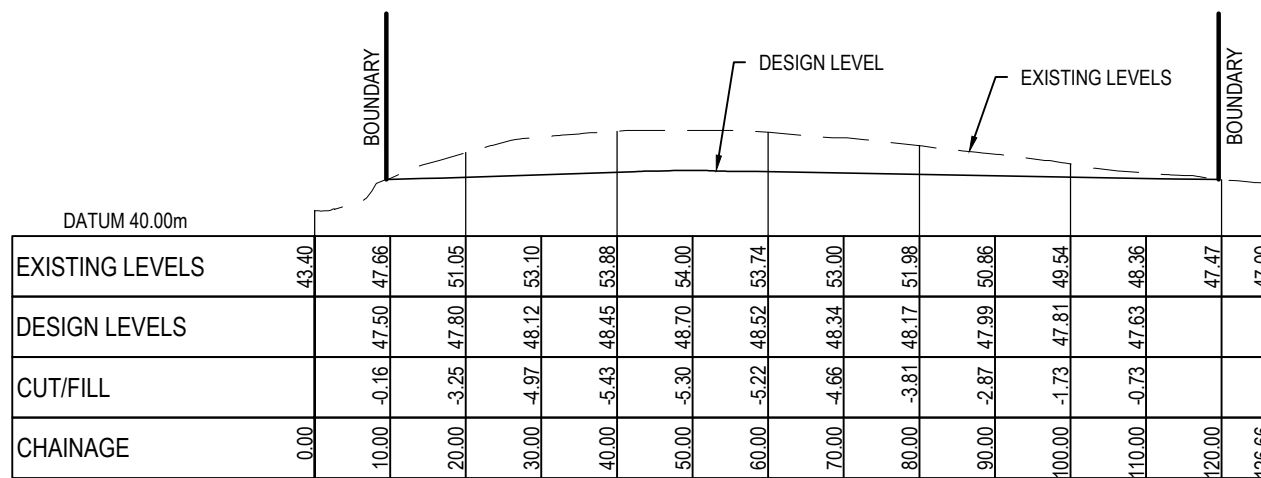 BOUNDARY
DESIGN LEVEL
EXISTING LEVELS
BOUNDARY
DATUM 40.00m
EXISTING LEVELS 43.40 47.66 51.05 53.10 53.88 54.00 53.74 53.00 51.98 50.86 49.54 48.36 47.47
DESIGN LEVELS 47.50 47.80 48.12 48.45 48.70 48.52 48.34 48.17 47.99 47.81 47.63
CUT/FILL -0.16 -3.25 -4.97 -5.43 -5.30 -5.22 -4.66 -3.81 -2.87 -1.73 -0.73
CHAINAGE 0.00 10.00 20.00 30.00 40.00 50.00 60.00 70.00 80.00 90.00 100.00 110.00 120.00 126.66